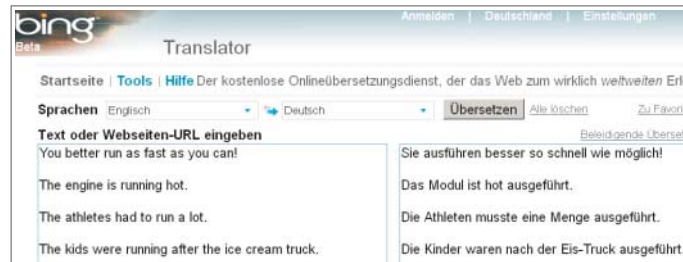 bing
Beta
Anmelden | Deutschland | Einstellungen
Translator
Startseite | Tools | Hilfe Der kostenlose Onlineübersetzungsdienst, der das Web zum wirklich weltweiten Erl
Sprachen Englisch Deutsch Übersetzen Alle löschen Zu Favori
Text oder Webseiten-URL eingeben Beleidigende Überset
You better run as fast as you can! Sie ausführen besser so schnell wie möglich!
The engine is running hot. Das Modul ist hot ausgeführt.
The athletes had to run a lot. Die Athleten musste eine Menge ausgeführt.
The kids were running after the ice cream truck. Die Kinder waren nach der Eis-Truck ausgeführt.